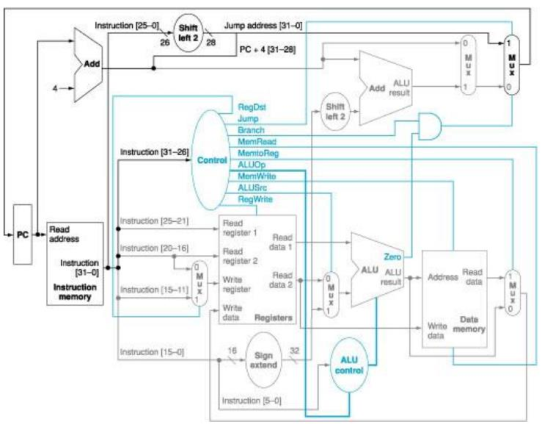 Instruction [25–0]
Shift
left 2
Jump address [31–0]
26
28
PC + 4 [31–28]
Add
4
0
M
u
x
1
1
M
u
x
0
Add
ALU
result
Shift
left 2
RegDst
Jump
Branch
MemRead
MemtoReg
ALUOp
MemWrite
ALUSrc
RegWrite
Instruction [31–26]
Control
PC
Read
address
Instruction
[31–0]
Instruction
memory
Instruction [25–21]
Instruction [20–16]
Instruction [15–11]
0
M
u
x
1
Read
register 1
Read
register 2
Write
register
Write
data
Read
data 1
Read
data 2
Registers
0
M
u
x
1
Zero
ALU
ALU
result
Address
Read
data
Write
data
Data
memory
1
M
u
x
0
Instruction [15–0]
16
Sign
extend
32
ALU
control
Instruction [5–0]